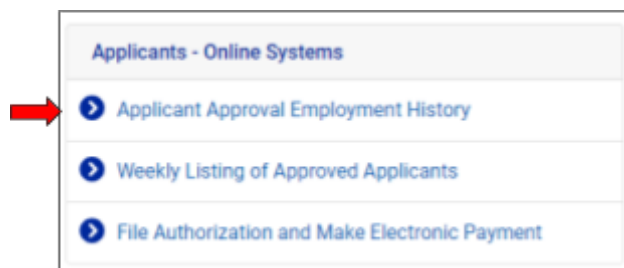 Applicants - Online Systems
Applicant Approval Employment History
Weekly Listing of Approved Applicants
File Authorization and Make Electronic Payment